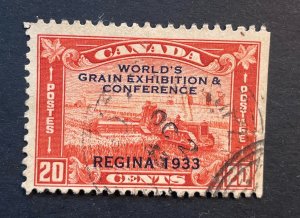 CANADA
WORLD'S
GRAIN EXHIBITION &
CONFERENCE
POSTES
POSTAGE
REGINA 1933
20 CENTS 20